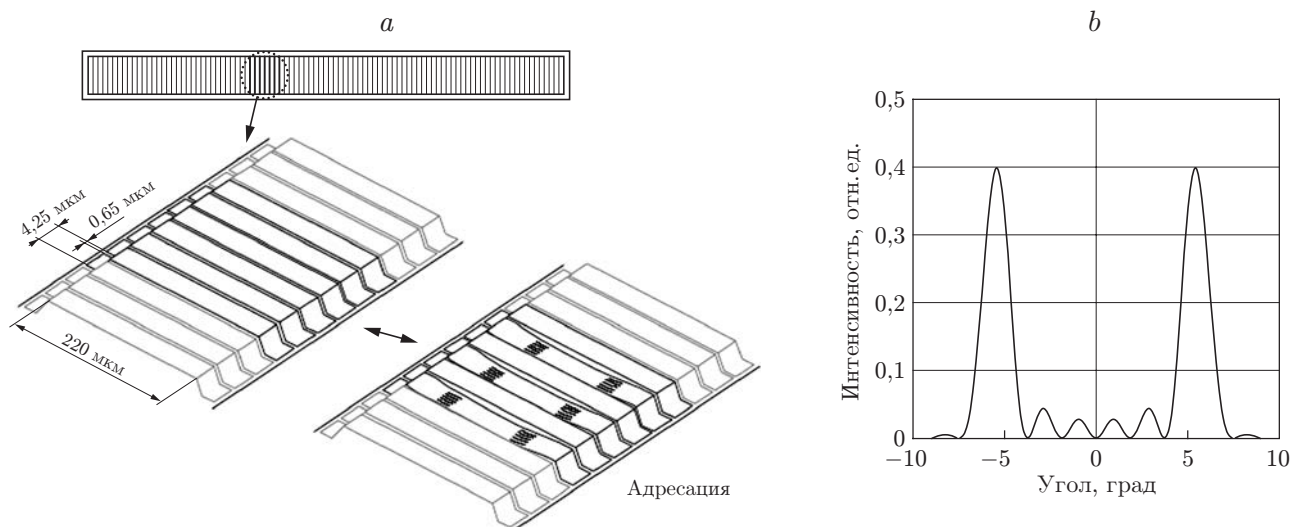 a
4,25 мкм
0,65 мкм
220 мкм
Адресация
b
Интенсивность, отн. ед.
0,5
0,4
0,3
0,2
0,1
0
−10
−5
0
5
10
Угол, град